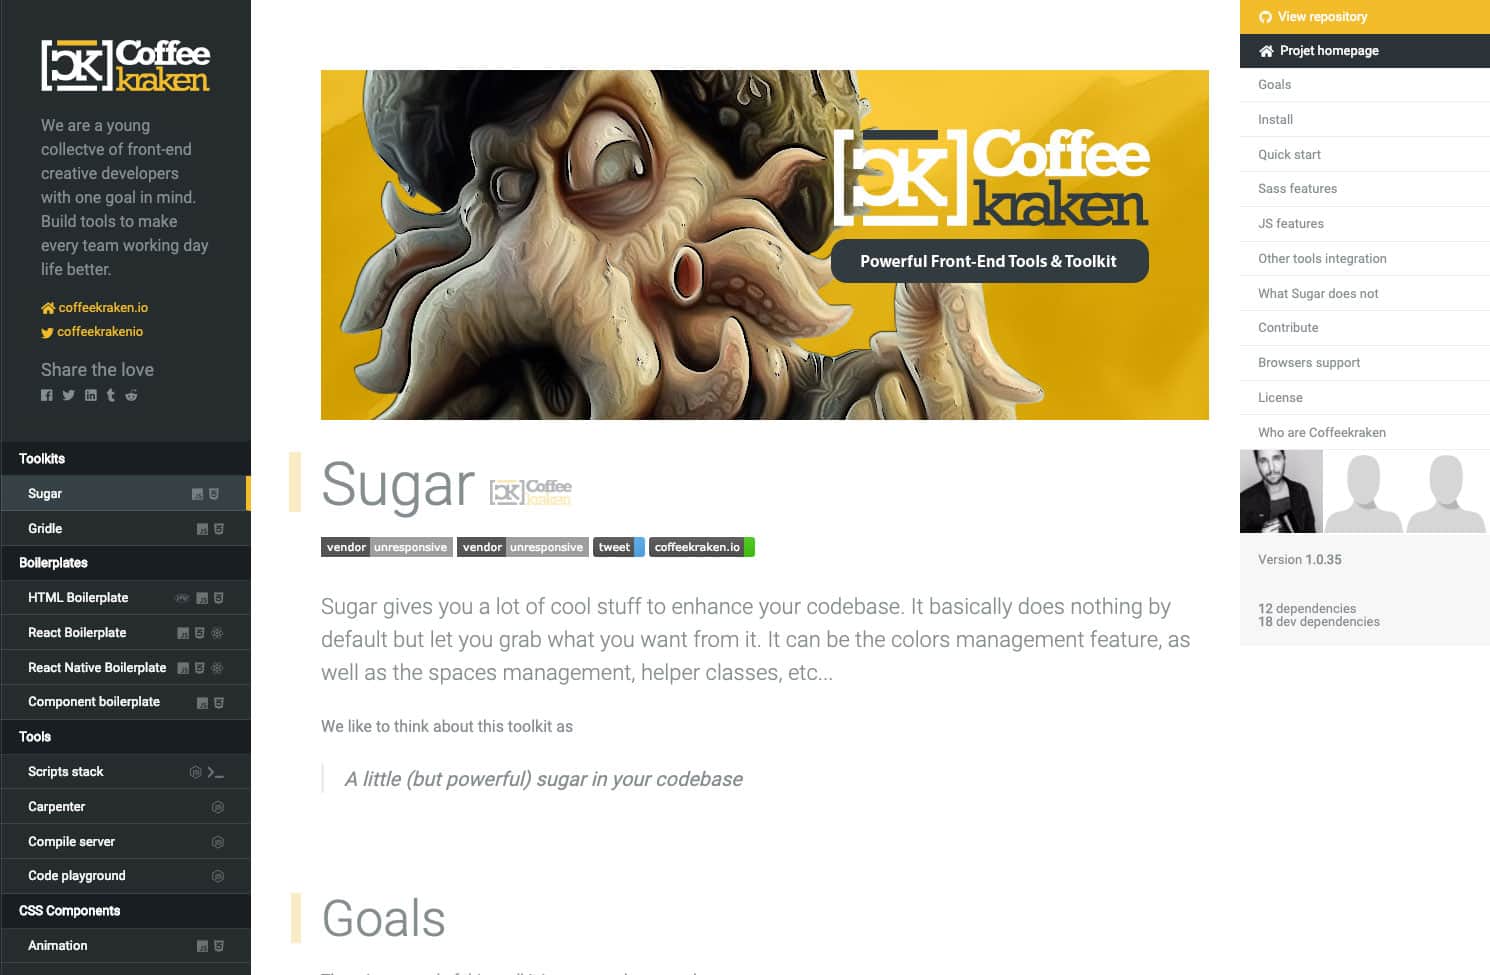 [CK] Coffee
kraken
We are a young
collectve of front-end
creative developers
with one goal in mind.
Build tools to make
every team working day
life better.
coffeekraken.io
coffeekrakenio
Share the love
Toolkits
Sugar
Gridle
Boilerplates
HTML Boilerplate
React Boilerplate
React Native Boilerplate
Component boilerplate
Tools
Scripts stack
Carpenter
Compile server
Code playground
CSS Components
Animation
[CK] Coffee
kraken
Powerful Front-End Tools & Toolkit
Sugar [CK] Coffee
kraken
vendor unresponsive vendor unresponsive tweet coffeekraken.io
Sugar gives you a lot of cool stuff to enhance your codebase. It basically does nothing by
default but let you grab what you want from it. It can be the colors management feature, as
well as the spaces management, helper classes, etc...
We like to think about this toolkit as
A little (but powerful) sugar in your codebase
Goals
View repository
Projet homepage
Goals
Install
Quick start
Sass features
JS features
Other tools integration
What Sugar does not
Contribute
Browsers support
License
Who are Coffeekraken
Version 1.0.35
12 dependencies
18 dev dependencies